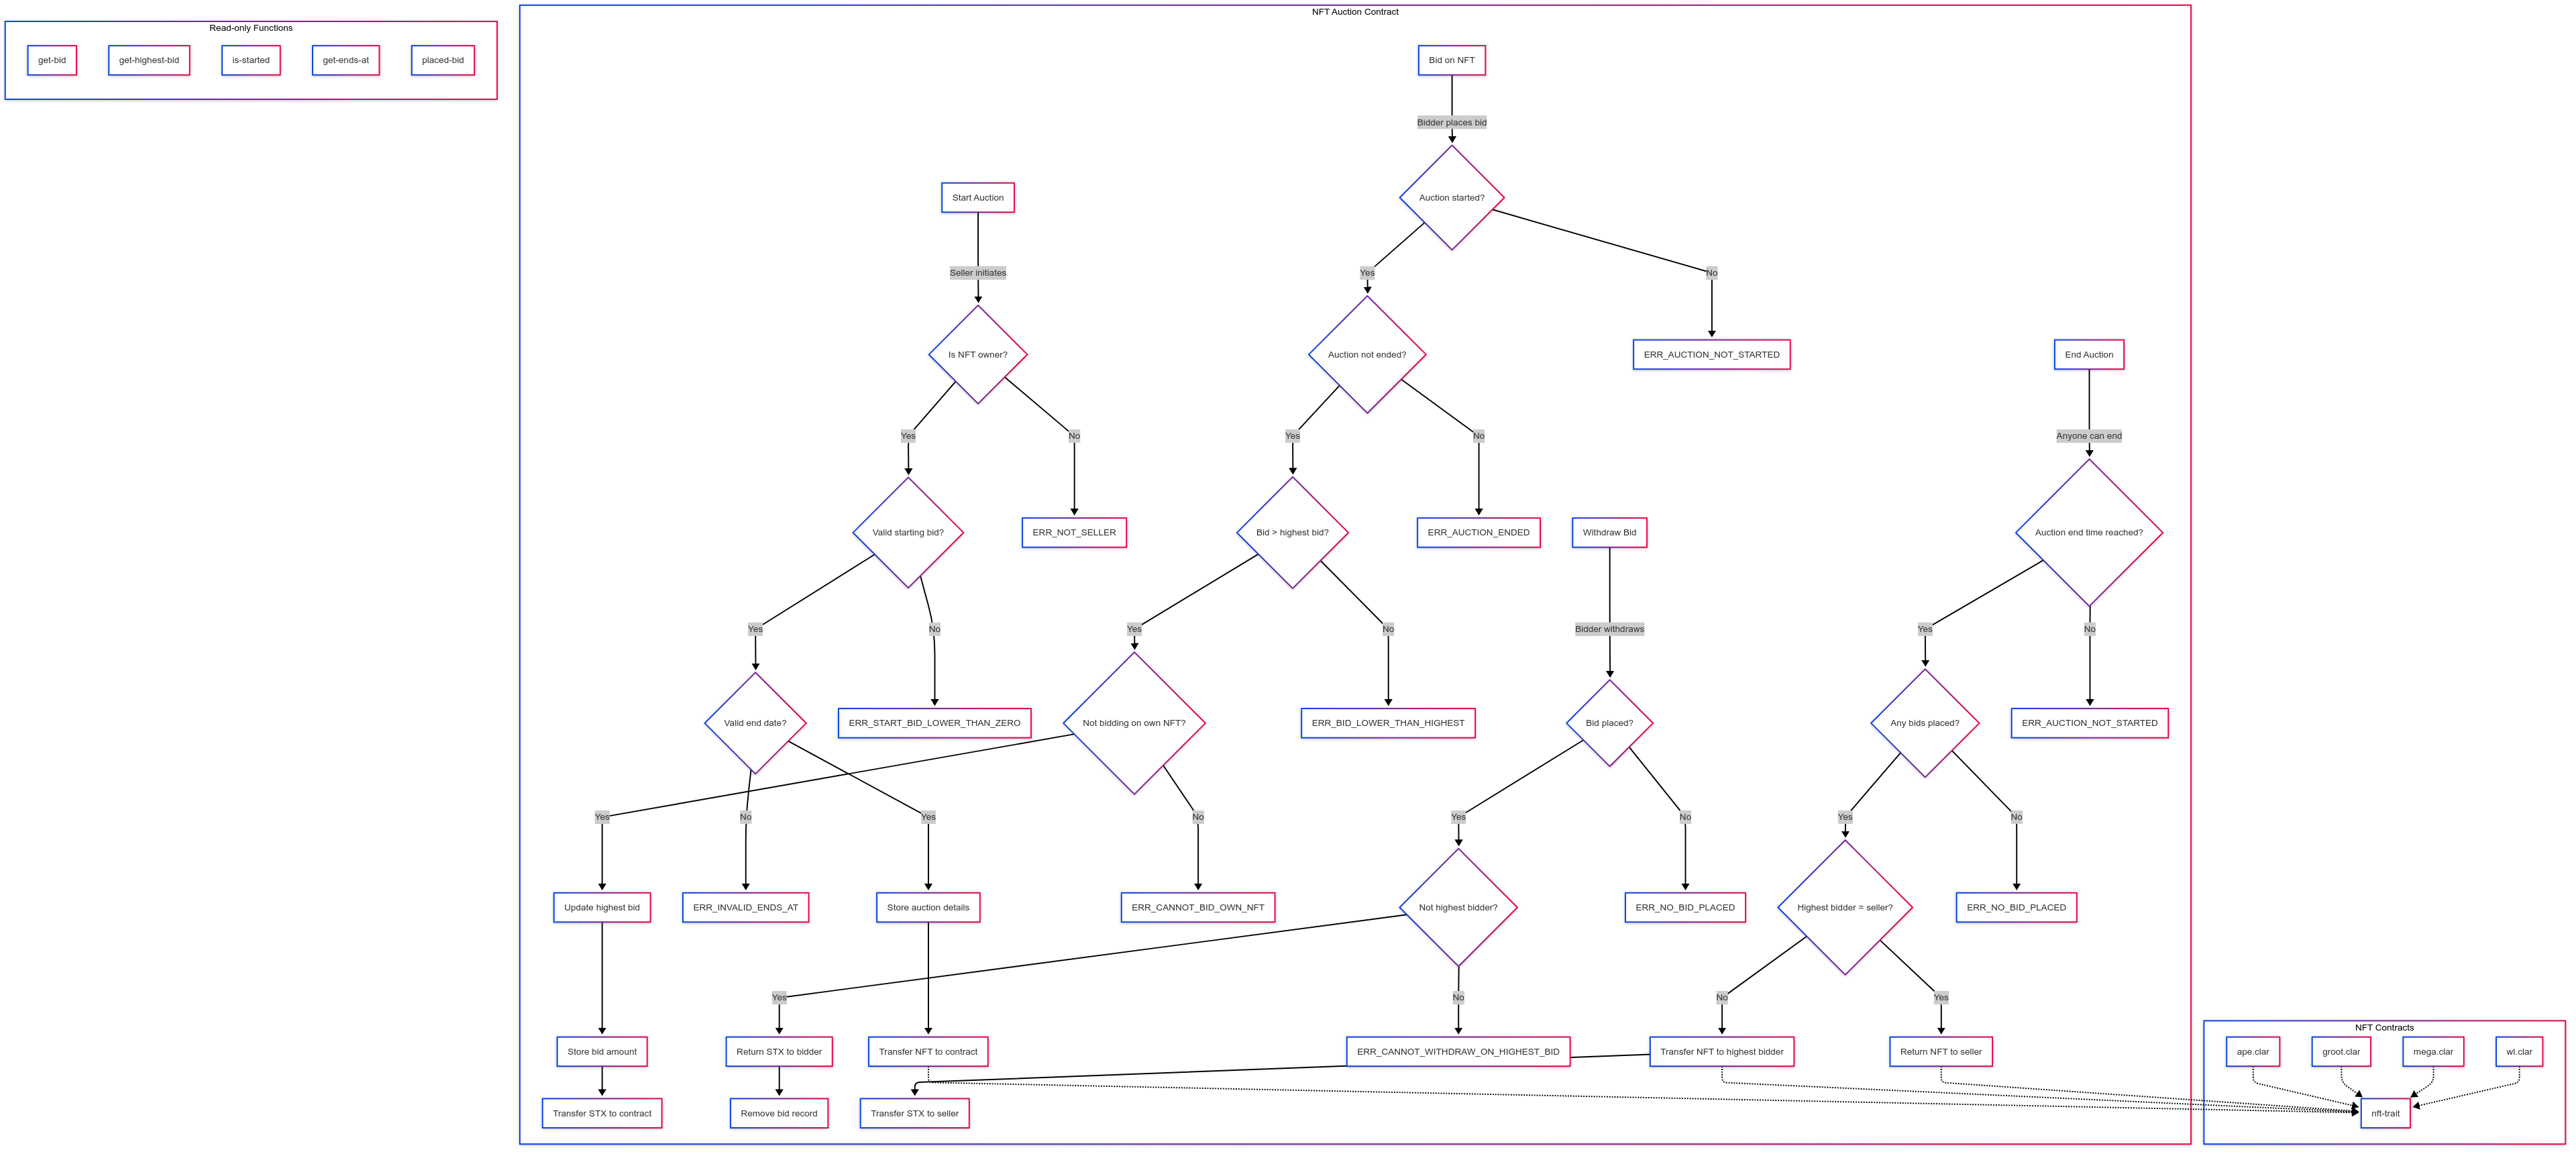 NFT Auction Contract
Read-only Functions
get-bid
get-highest-bid
is-started
get-ends-at
placed-bid
Bid on NFT
Bidder places bid
Start Auction
Auction started?
Seller initiates
Yes
No
Is NFT owner?
Auction not ended?
ERR_AUCTION_NOT_STARTED
End Auction
Yes
No
Yes
No
Anyone can end
Valid starting bid?
ERR_NOT_SELLER
Bid > highest bid?
ERR_AUCTION_ENDED
Withdraw Bid
Auction end time reached?
Yes
No
Yes
No
Bidder withdraws
Yes
No
Valid end date?
ERR_START_BID_LOWER_THAN_ZERO
Not bidding on own NFT?
ERR_BID_LOWER_THAN_HIGHEST
Bid placed?
Any bids placed?
ERR_AUCTION_NOT_STARTED
Yes
No
Yes
No
Yes
No
Yes
No
Update highest bid
ERR_INVALID_ENDS_AT
Store auction details
ERR_CANNOT_BID_OWN_NFT
Not highest bidder?
ERR_NO_BID_PLACED
Highest bidder = seller?
ERR_NO_BID_PLACED
Yes
No
No
Yes
NFT Contracts
Store bid amount
Return STX to bidder
Transfer NFT to contract
ERR_CANNOT_WITHDRAW_ON_HIGHEST_BID
Transfer NFT to highest bidder
Return NFT to seller
ape.clar
groot.clar
mega.clar
wl.clar
Transfer STX to contract
Remove bid record
Transfer STX to seller
nft-trait